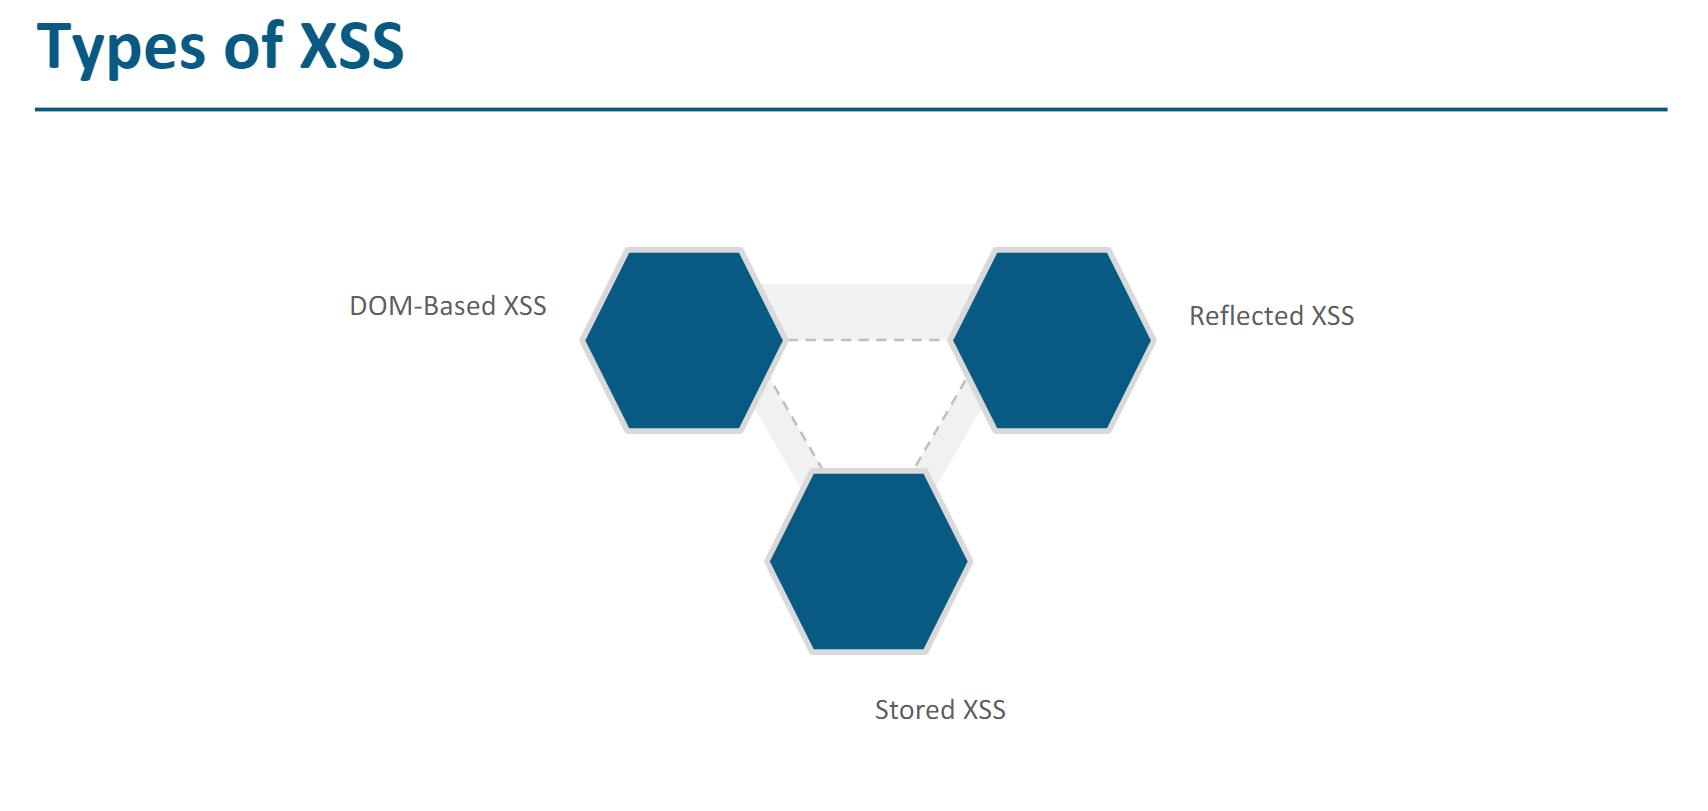 Types of XSS
DOM-Based XSS
Reflected XSS
Stored XSS